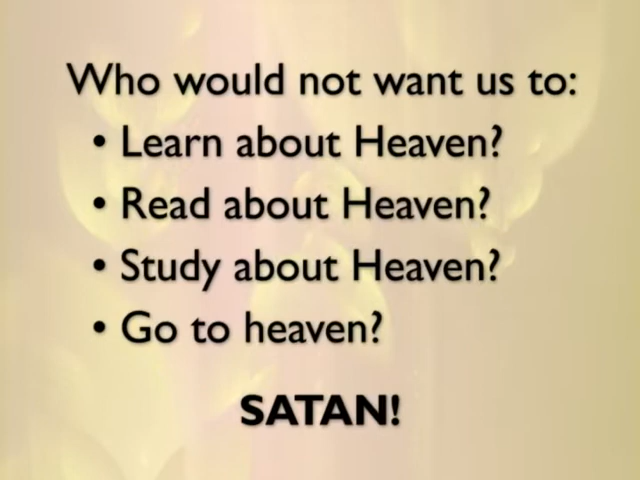 Who would not want us to:
• Learn about Heaven?
• Read about Heaven?
• Study about Heaven?
• Go to heaven?
SATAN!